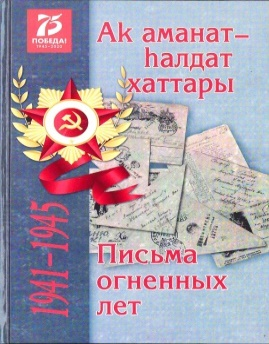 75
ПОБЕДА!
1945-2020
Ак аманат–
һалдат
хаттары
1941–1945
Письма
огненных
лет